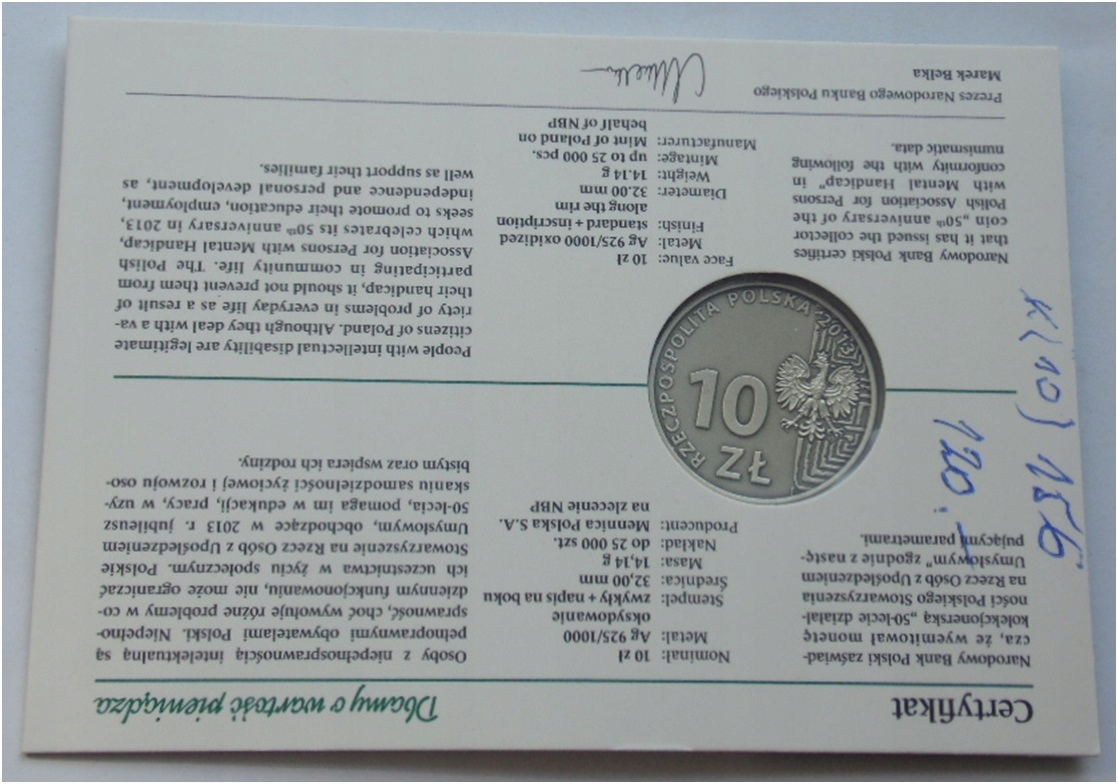 Certyfikat
Dbamy o wartość pieniądza
Narodowy Bank Polski zaświad-
cza, że wyemitował monetę
kolekcjonerską „50-lecie działal-
ności Polskiego Stowarzyszenia
na Rzecz Osób z Upośledzeniem
Umysłowym” zgodnie z nastę-
pującymi parametrami.
Nominał: 10 zł
Metal: Ag 925/1000
oksydowanie
Stempel: zwykły + napis na boku
Średnica: 32,00 mm
Masa: 14,14 g
Nakład: do 25 000 szt.
Producent: Mennica Polska S.A.
na zlecenie NBP
Osoby z niepełnosprawnością intelektualną są
pełnoprawnymi obywatelami Polski. Niepełno-
sprawność, choć wywołuje różne problemy w co-
dziennym funkcjonowaniu, nie może ograniczać
ich uczestnictwa w życiu społecznym. Polskie
Stowarzyszenie na Rzecz Osób z Upośledzeniem
Umysłowym, obchodzące w 2013 r. jubileusz
50-lecia, pomaga im w edukacji, pracy, w uzy-
skaniu samodzielności życiowej i rozwoju oso-
bistym oraz wspiera ich rodziny.
K(10) 156
120.-
RZECZPOSPOLITA POLSKA 2013
10
ZŁ
Narodowy Bank Polski certifies
that it has issued the collector
coin „50th anniversary of the
Polish Association for Persons
with Mental Handicap” in
conformity with the following
numismatic data.
Face value: 10 zł
Metal: Ag 925/1000 oxidized
Finish: standard + inscription
along the rim
Diameter: 32.00 mm
Weight: 14.14 g
Mintage: up to 25 000 pcs.
Manufacturer: Mint of Poland on
behalf of NBP
People with intellectual disability are legitimate
citizens of Poland. Although they deal with a va-
riety of problems in everyday life as a result of
their handicap, it should not prevent them from
participating in community life. The Polish
Association for Persons with Mental Handicap,
which celebrates its 50th anniversary in 2013,
seeks to promote their education, employment,
independence and personal development, as
well as support their families.
Prezes Narodowego Banku Polskiego
Marek Belka